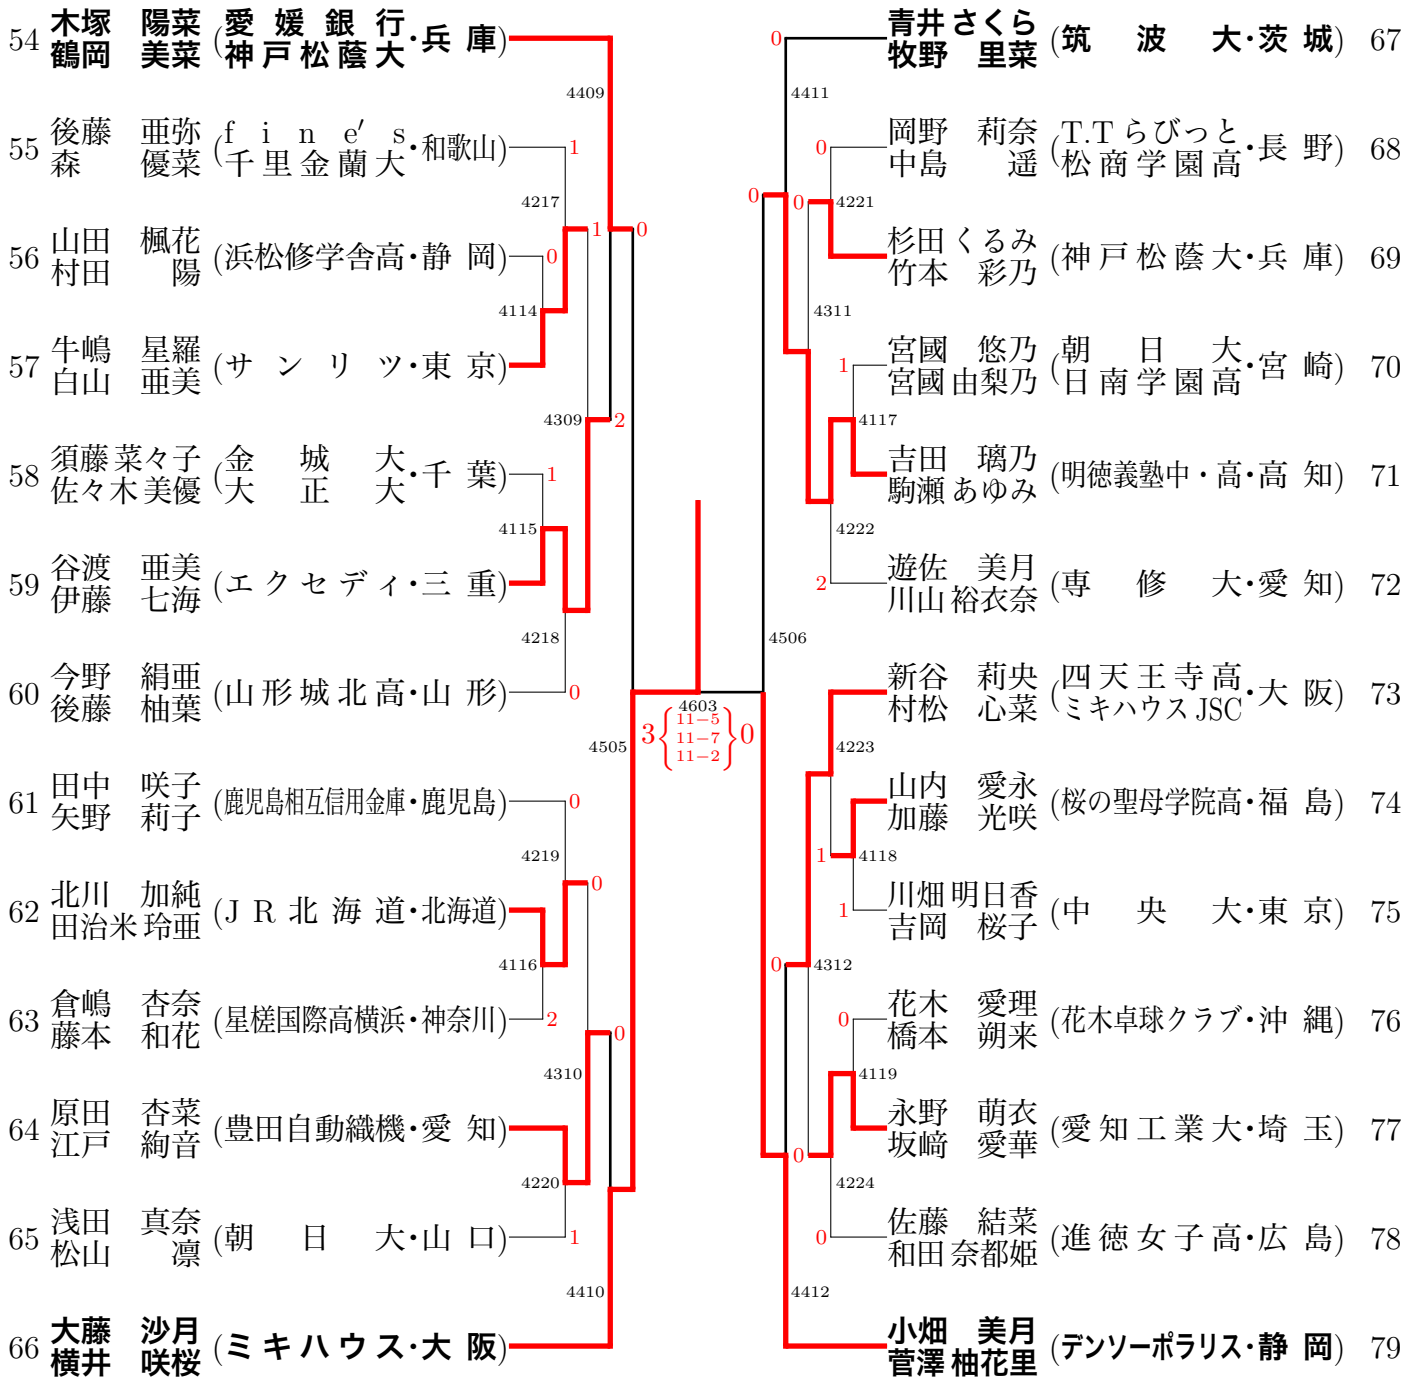 54 木塚 陽菜 (愛媛銀行・兵庫)
鶴岡 美菜 神戸松蔭大
4409
55 後藤 亜弥 (fine's・和歌山) 1
森 優菜 千里金蘭大
4217
56 山田 楓花 (浜松修学舎高・静岡) 0
村田 陽
4114
1
0
57 牛嶋 星羅 (サンリツ・東京)
白山 亜美
4309
2
58 須藤 菜々子 (金城大・千葉) 1
佐々木 美優 大正大
4115
59 谷渡 亜美 (エクセディ・三重)
伊藤 七海
4218
60 今野 絹亜 (山形城北高・山形) 0
後藤 柚葉
4505
61 田中 咲子 (鹿児島相互信用金庫・鹿児島) 0
矢野 莉子
4219
0
62 北川 加純 (JR北海道・北海道)
田治米 玲亜
4116
63 倉嶋 杏奈 (星槎国際高横浜・神奈川) 2
藤本 和花
0
4310
64 原田 杏菜 (豊田自動織機・愛知)
江戸 絢音
4220
65 浅田 真奈 (朝日大・山口) 1
松山 凛
4410
66 大藤 沙月 (ミキハウス・大阪)
横井 咲桜
4603
3 { 11-5 } 0
11-7
11-2
0 青井 さくら (筑波大・茨城) 67
牧野 里菜
4411
0 岡野 莉奈 (T.Tらびっと・長野) 68
中島 遥 松商学園高
0
0
4221
杉田 くるみ (神戸松蔭大・兵庫) 69
竹本 彩乃
4311
1 宮國 悠乃 (朝日大・宮崎) 70
宮國 由梨乃 日南学園高
4117
吉田 璃乃 (明徳義塾中・高・高知) 71
駒瀬 あゆみ
4222
2 遊佐 美月 (専修大・愛知) 72
川山 裕衣奈
4506
新谷 莉央 (四天王寺高・大阪) 73
村松 心菜 ミキハウスJSC
4223
山内 愛永 (桜の聖母学院高・福島) 74
加藤 光咲
1
4118
1 川畑 明日香 (中央大・東京) 75
吉岡 桜子
0
4312
0 花木 愛理 (花木卓球クラブ・沖縄) 76
橋本 朔来
4119
永野 萌衣 (愛知工業大・埼玉) 77
坂﨑 愛華
0
4224
0 佐藤 結菜 (進徳女子高・広島) 78
和田 奈都姫
4412
小畑 美月 (デンソーポラリス・静岡) 79
菅澤 柚花里